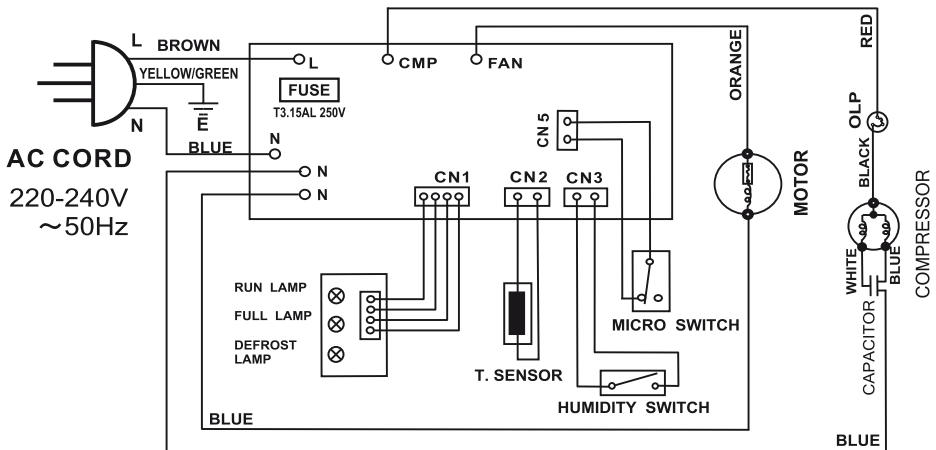 L
BROWN
YELLOW/GREEN
E
N
BLUE
AC CORD
220-240V
~50Hz
L
CMP
FAN
FUSE
T3.15AL 250V
N
N
N
CN5
CN1
CN2
CN3
RUN LAMP
FULL LAMP
DEFROST
LAMP
T. SENSOR
MICRO SWITCH
HUMIDITY SWITCH
BLUE
ORANGE
MOTOR
RED
OLP
BLACK
COMPRESSOR
WHITE
BLUE
CAPACITOR
BLUE